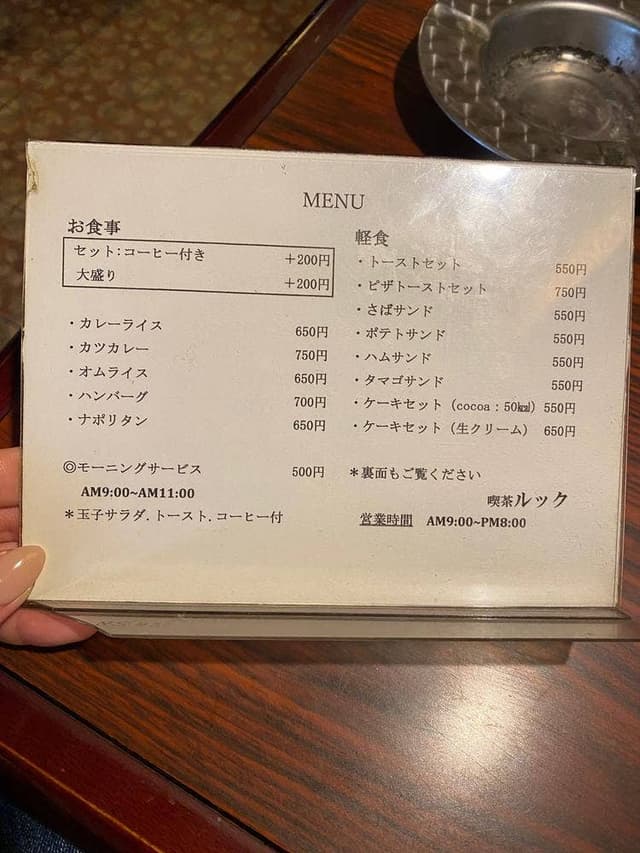 MENU
お食事
セット:コーヒー付き +200円
大盛り +200円
・カレーライス 650円
・カツカレー 750円
・オムライス 650円
・ハンバーグ 700円
・ナポリタン 650円
◎モーニングサービス 500円
AM9:00~AM11:00
＊玉子サラダ.トースト.コーヒー付
軽食
・トーストセット 550円
・ピザトーストセット 750円
・さばサンド 550円
・ポテトサンド 550円
・ハムサンド 550円
・タマゴサンド 550円
・ケーキセット（cocoa：50㎉）550円
・ケーキセット（生クリーム） 650円
＊裏面もご覧ください
喫茶ルック
営業時間 AM9:00~PM8:00